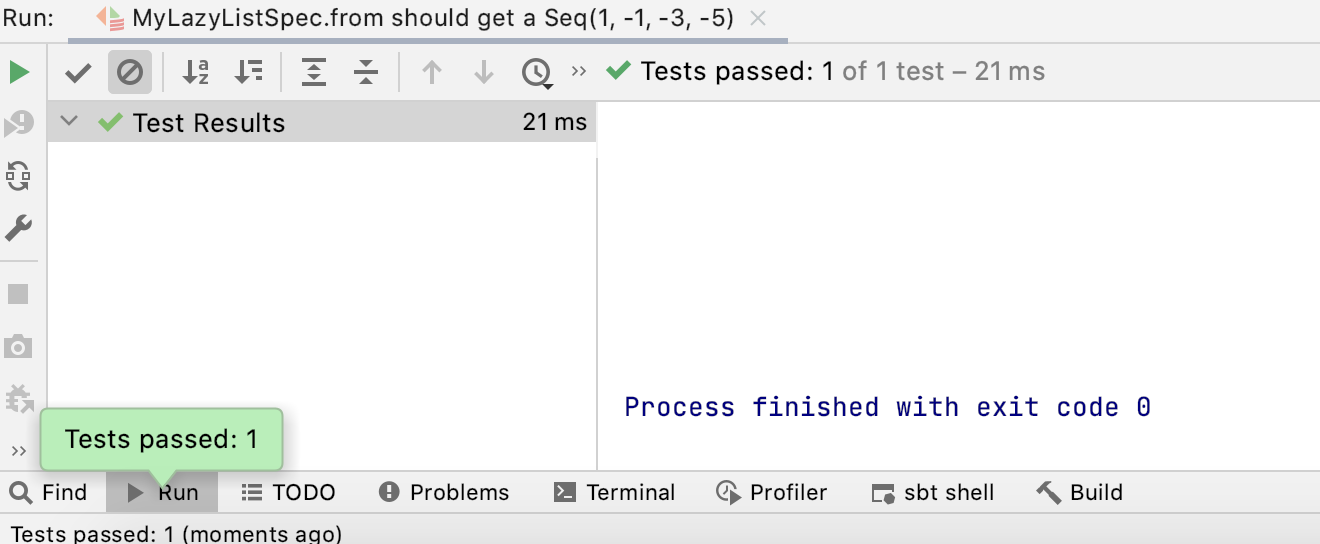 Run: MyLazyListSpec.from should get a Seq(1, -1, -3, -5)
Tests passed: 1 of 1 test – 21 ms
Test Results 21 ms
Process finished with exit code 0
Tests passed: 1
Find Run TODO Problems Terminal Profiler sbt shell Build
Tests passed: 1 (moments ago)